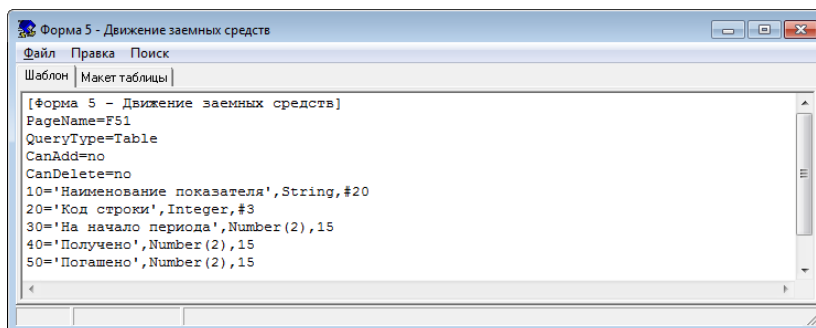 Форма 5 - Движение заемных средств
Файл Правка Поиск
Шаблон Макет таблицы
[Форма 5 - Движение заемных средств]
PageName=F51
QueryType=Table
CanAdd=no
CanDelete=no
10='Наименование показателя',String,#20
20='Код строки',Integer,#3
30='На начало периода',Number(2),15
40='Получено',Number(2),15
50='Погашено',Number(2),15